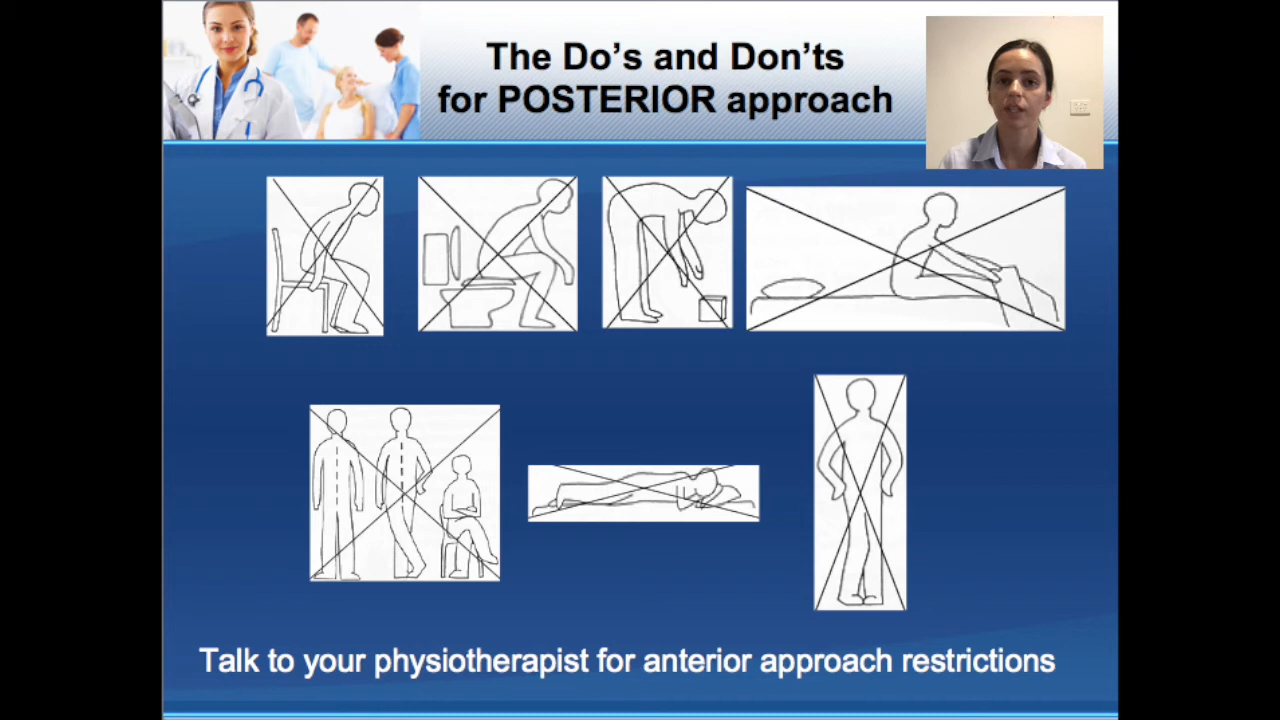 The Do's and Don'ts
for POSTERIOR approach
Talk to your physiotherapist for anterior approach restrictions